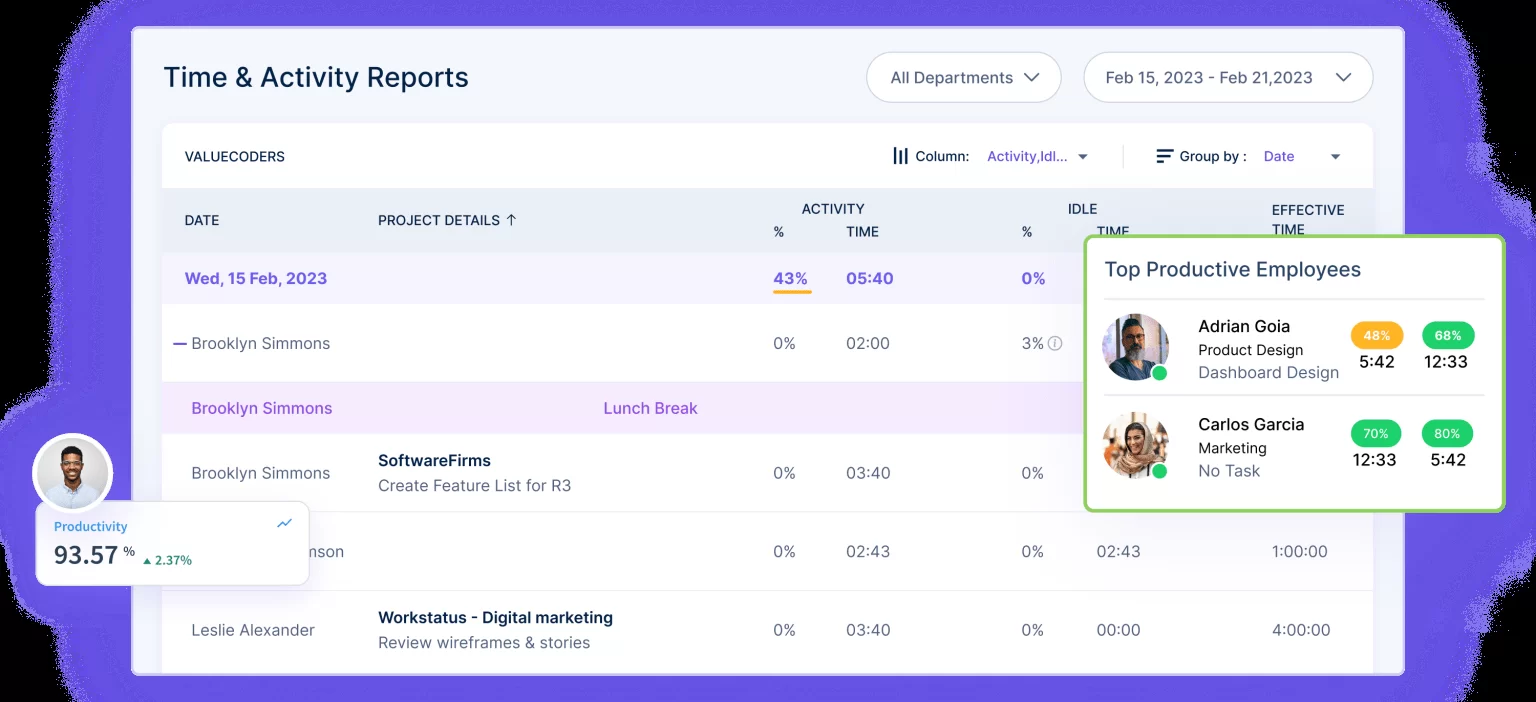 Time & Activity Reports
All Departments
Feb 15, 2023 - Feb 21,2023
VALUECODERS
Column: Activity,Idl...
Group by : Date
DATE PROJECT DETAILS ↑ ACTIVITY IDLE EFFECTIVE
% TIME % TIME TIME
Wed, 15 Feb, 2023 43% 05:40 0%
Brooklyn Simmons 0% 02:00 3%
Brooklyn Simmons Lunch Break
SoftwareFirms
Brooklyn Simmons 0% 03:40 0%
Create Feature List for R3
nson 0% 02:43 0% 02:43 1:00:00
Workstatus - Digital marketing
Leslie Alexander 0% 03:40 0% 00:00 4:00:00
Review wireframes & stories
Top Productive Employees
Adrian Goia 48% 68%
Product Design 5:42 12:33
Dashboard Design
Carlos Garcia 70% 80%
Marketing 12:33 5:42
No Task
Productivity
93.57 % 2.37%